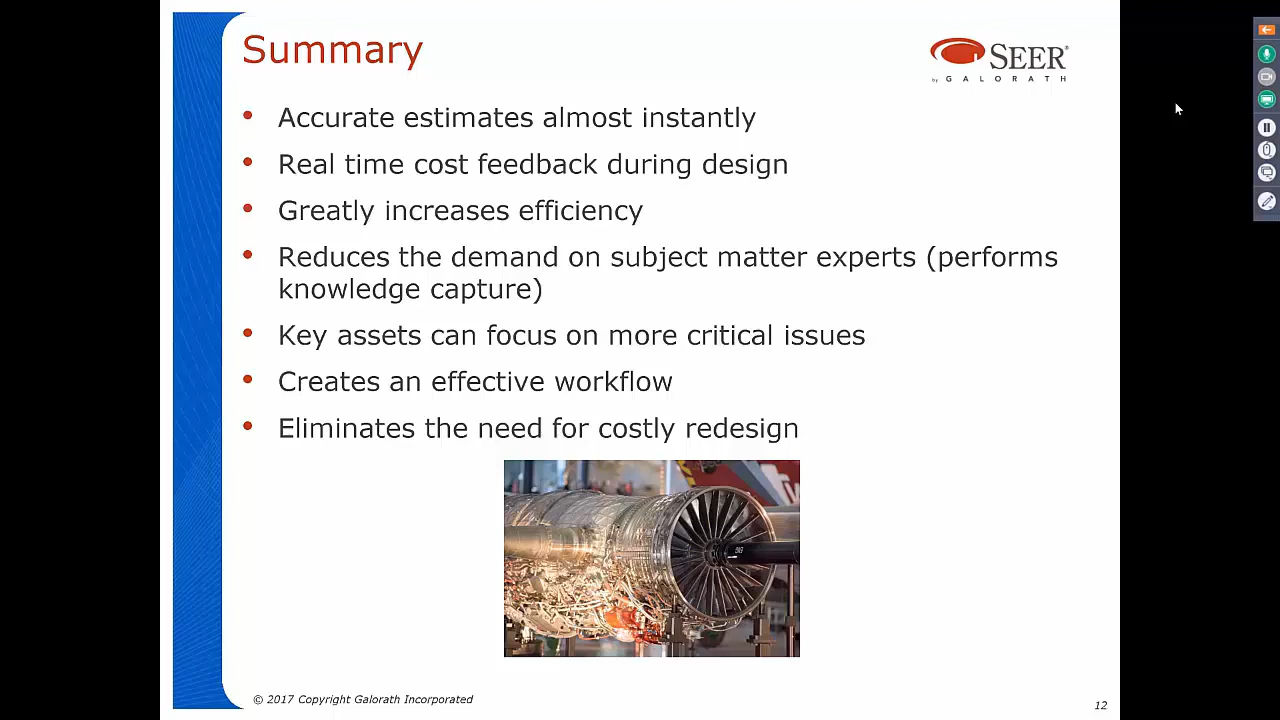 Summary
SEER®
by GALORATH
• Accurate estimates almost instantly
• Real time cost feedback during design
• Greatly increases efficiency
• Reduces the demand on subject matter experts (performs
knowledge capture)
• Key assets can focus on more critical issues
• Creates an effective workflow
• Eliminates the need for costly redesign
© 2017 Copyright Galorath Incorporated
12